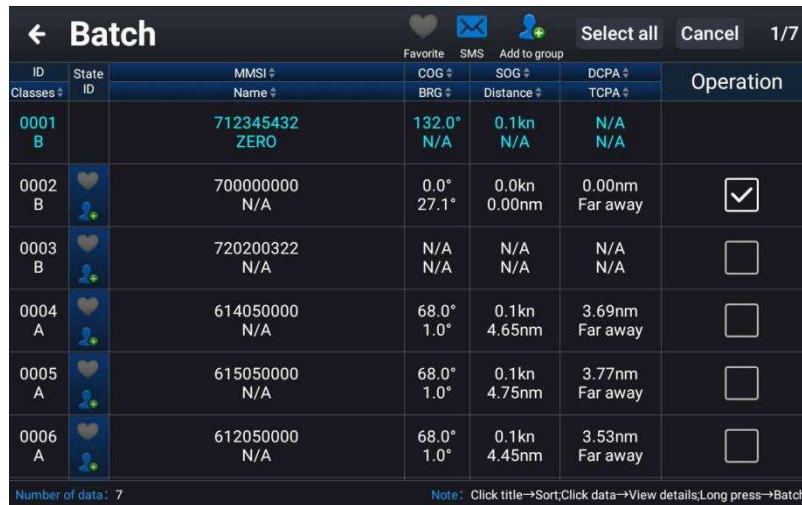 Batch Select all Cancel 1/7
Favorite SMS Add to group
ID State MMSI COG SOG DCPA Operation
Classes ID Name BRG Distance TCPA
0001 712345432 132.0° 0.1kn N/A
B ZERO N/A N/A N/A
0002 700000000 0.0° 0.0kn 0.00nm
B N/A 27.1° 0.00nm Far away
0003 720200322 N/A N/A N/A
B N/A N/A N/A N/A
0004 614050000 68.0° 0.1kn 3.69nm
A N/A 1.0° 4.65nm Far away
0005 615050000 68.0° 0.1kn 3.77nm
A N/A 1.0° 4.75nm Far away
0006 612050000 68.0° 0.1kn 3.53nm
A N/A 1.0° 4.45nm Far away
Number of data: 7 Note: Click title→Sort;Click data→View details;Long press→Batch